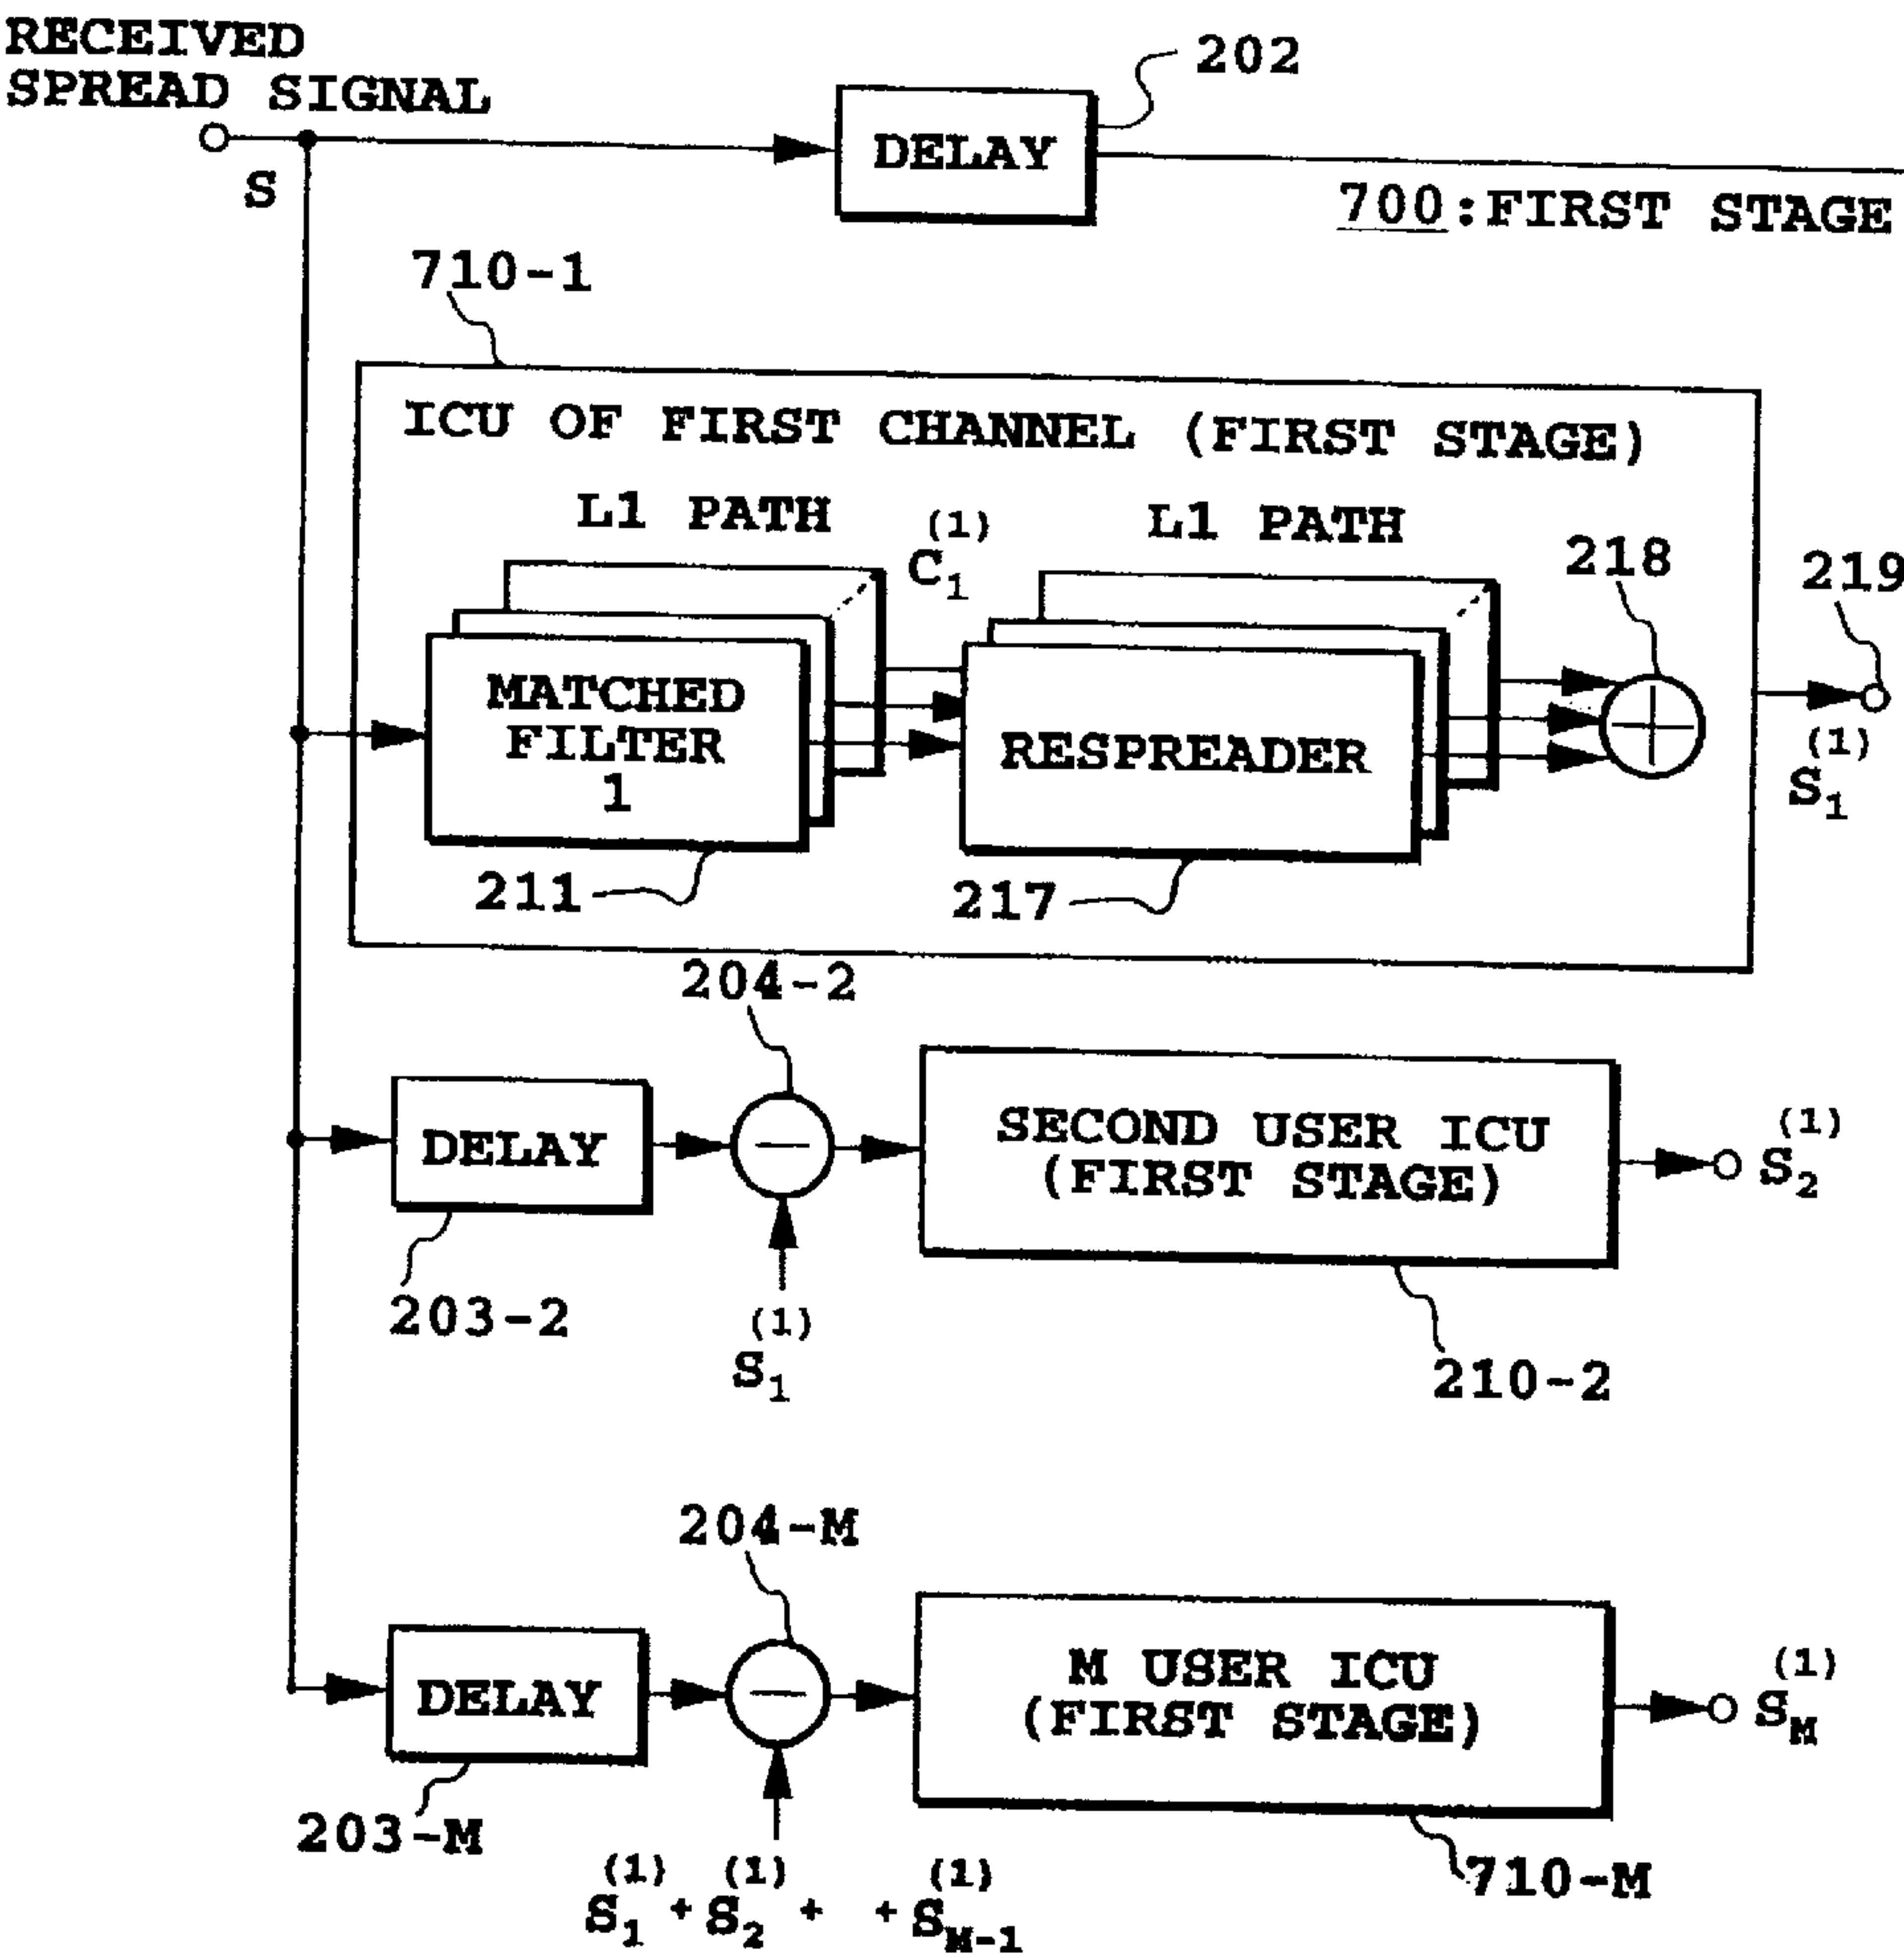 RECEIVED
SPREAD SIGNAL
S
202
DELAY
700:FIRST STAGE
710-1
ICU OF FIRST CHANNEL (FIRST STAGE)
L1 PATH
C1(1)
L1 PATH
218
219
MATCHED
FILTER
1
RESPREADER
S1(1)
211
217
204-2
DELAY
SECOND USER ICU
(FIRST STAGE)
S2(1)
203-2
S1(1)
210-2
204-M
DELAY
M USER ICU
(FIRST STAGE)
SM(1)
203-M
710-M
S1(1) + S2(1) + + SM-1(1)